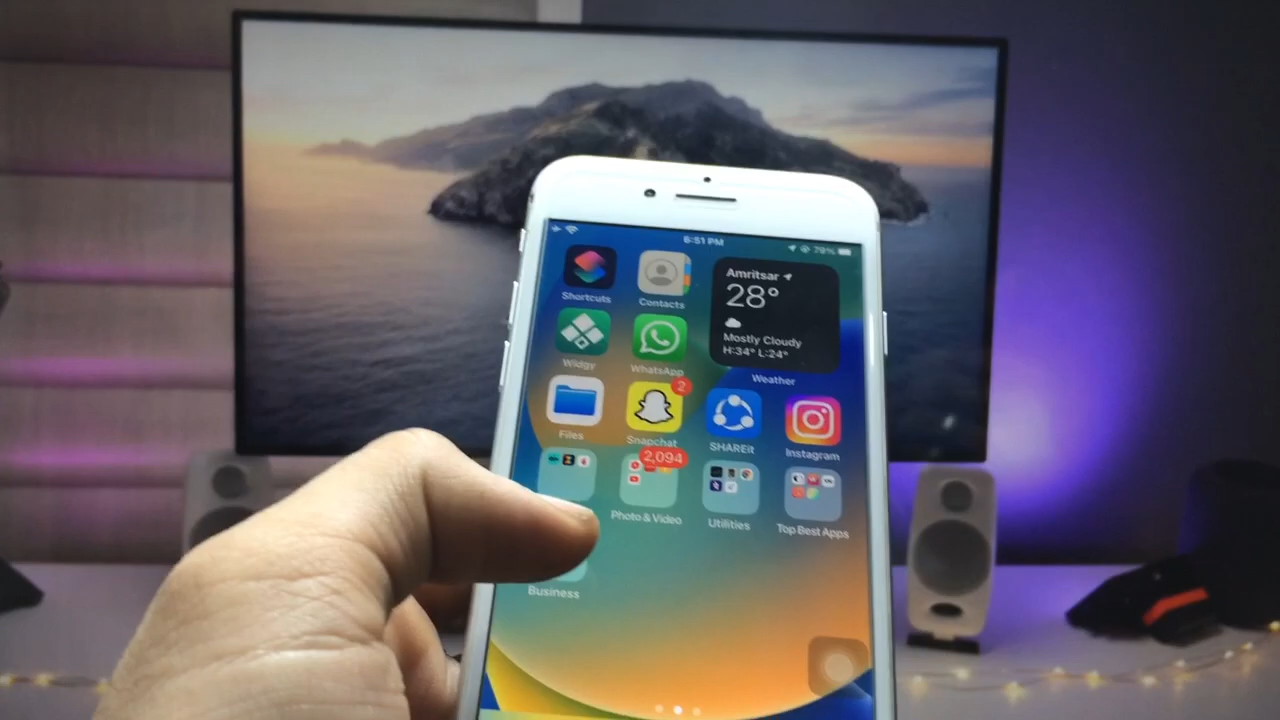 6:51 PM
79%
Shortcuts
Contacts
Amritsar
28°
Mostly Cloudy
H:34° L:24°
Widgy
WhatsApp
Weather
2
Files
Snapchat
SHAREit
Instagram
2,094
Photo & Video
Utilities
Top Best Apps
Business